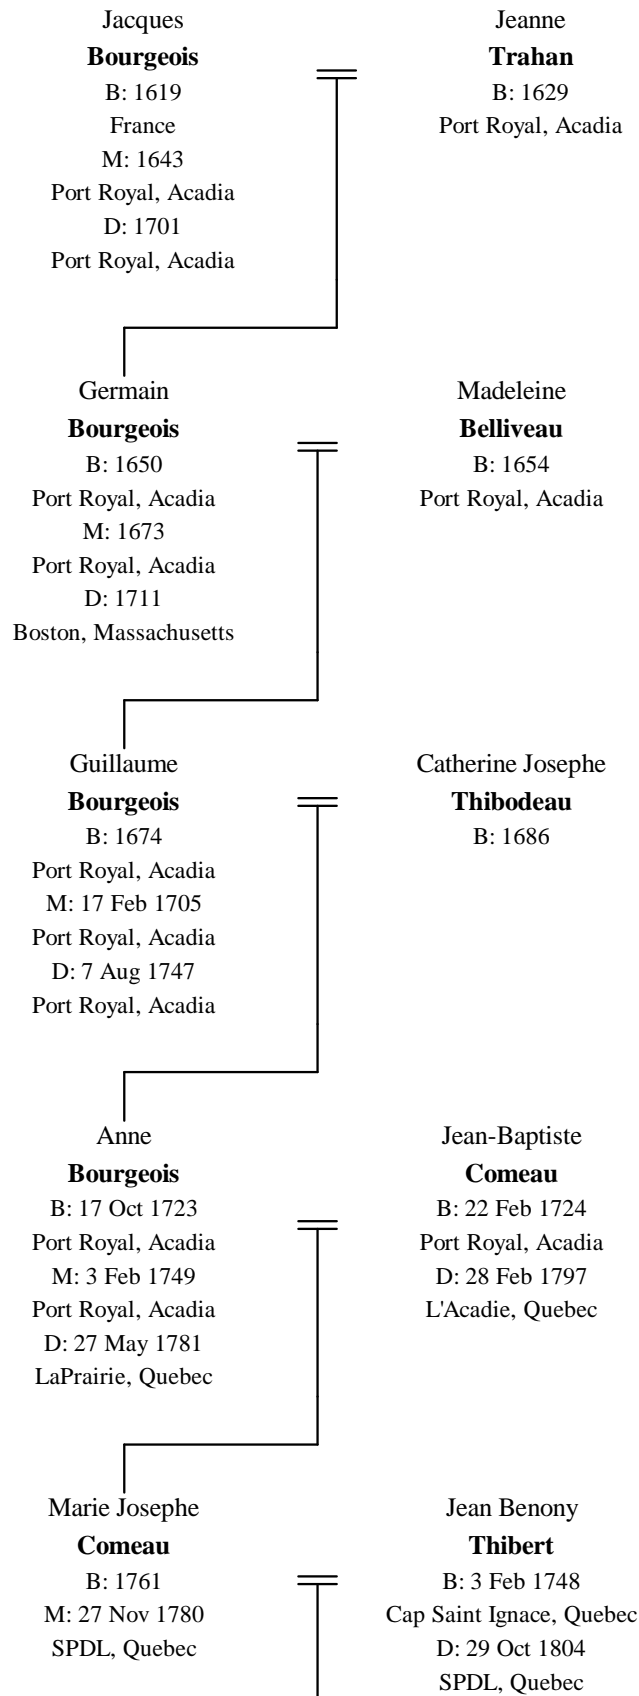 Jacques
Bourgeois
B: 1619
France
M: 1643
Port Royal, Acadia
D: 1701
Port Royal, Acadia
Jeanne
Trahan
B: 1629
Port Royal, Acadia
Germain
Bourgeois
B: 1650
Port Royal, Acadia
M: 1673
Port Royal, Acadia
D: 1711
Boston, Massachusetts
Madeleine
Belliveau
B: 1654
Port Royal, Acadia
Guillaume
Bourgeois
B: 1674
Port Royal, Acadia
M: 17 Feb 1705
Port Royal, Acadia
D: 7 Aug 1747
Port Royal, Acadia
Catherine Josephe
Thibodeau
B: 1686
Anne
Bourgeois
B: 17 Oct 1723
Port Royal, Acadia
M: 3 Feb 1749
Port Royal, Acadia
D: 27 May 1781
LaPrairie, Quebec
Jean-Baptiste
Comeau
B: 22 Feb 1724
Port Royal, Acadia
D: 28 Feb 1797
L'Acadie, Quebec
Marie Josephe
Comeau
B: 1761
M: 27 Nov 1780
SPDL, Quebec
Jean Benony
Thibert
B: 3 Feb 1748
Cap Saint Ignace, Quebec
D: 29 Oct 1804
SPDL, Quebec